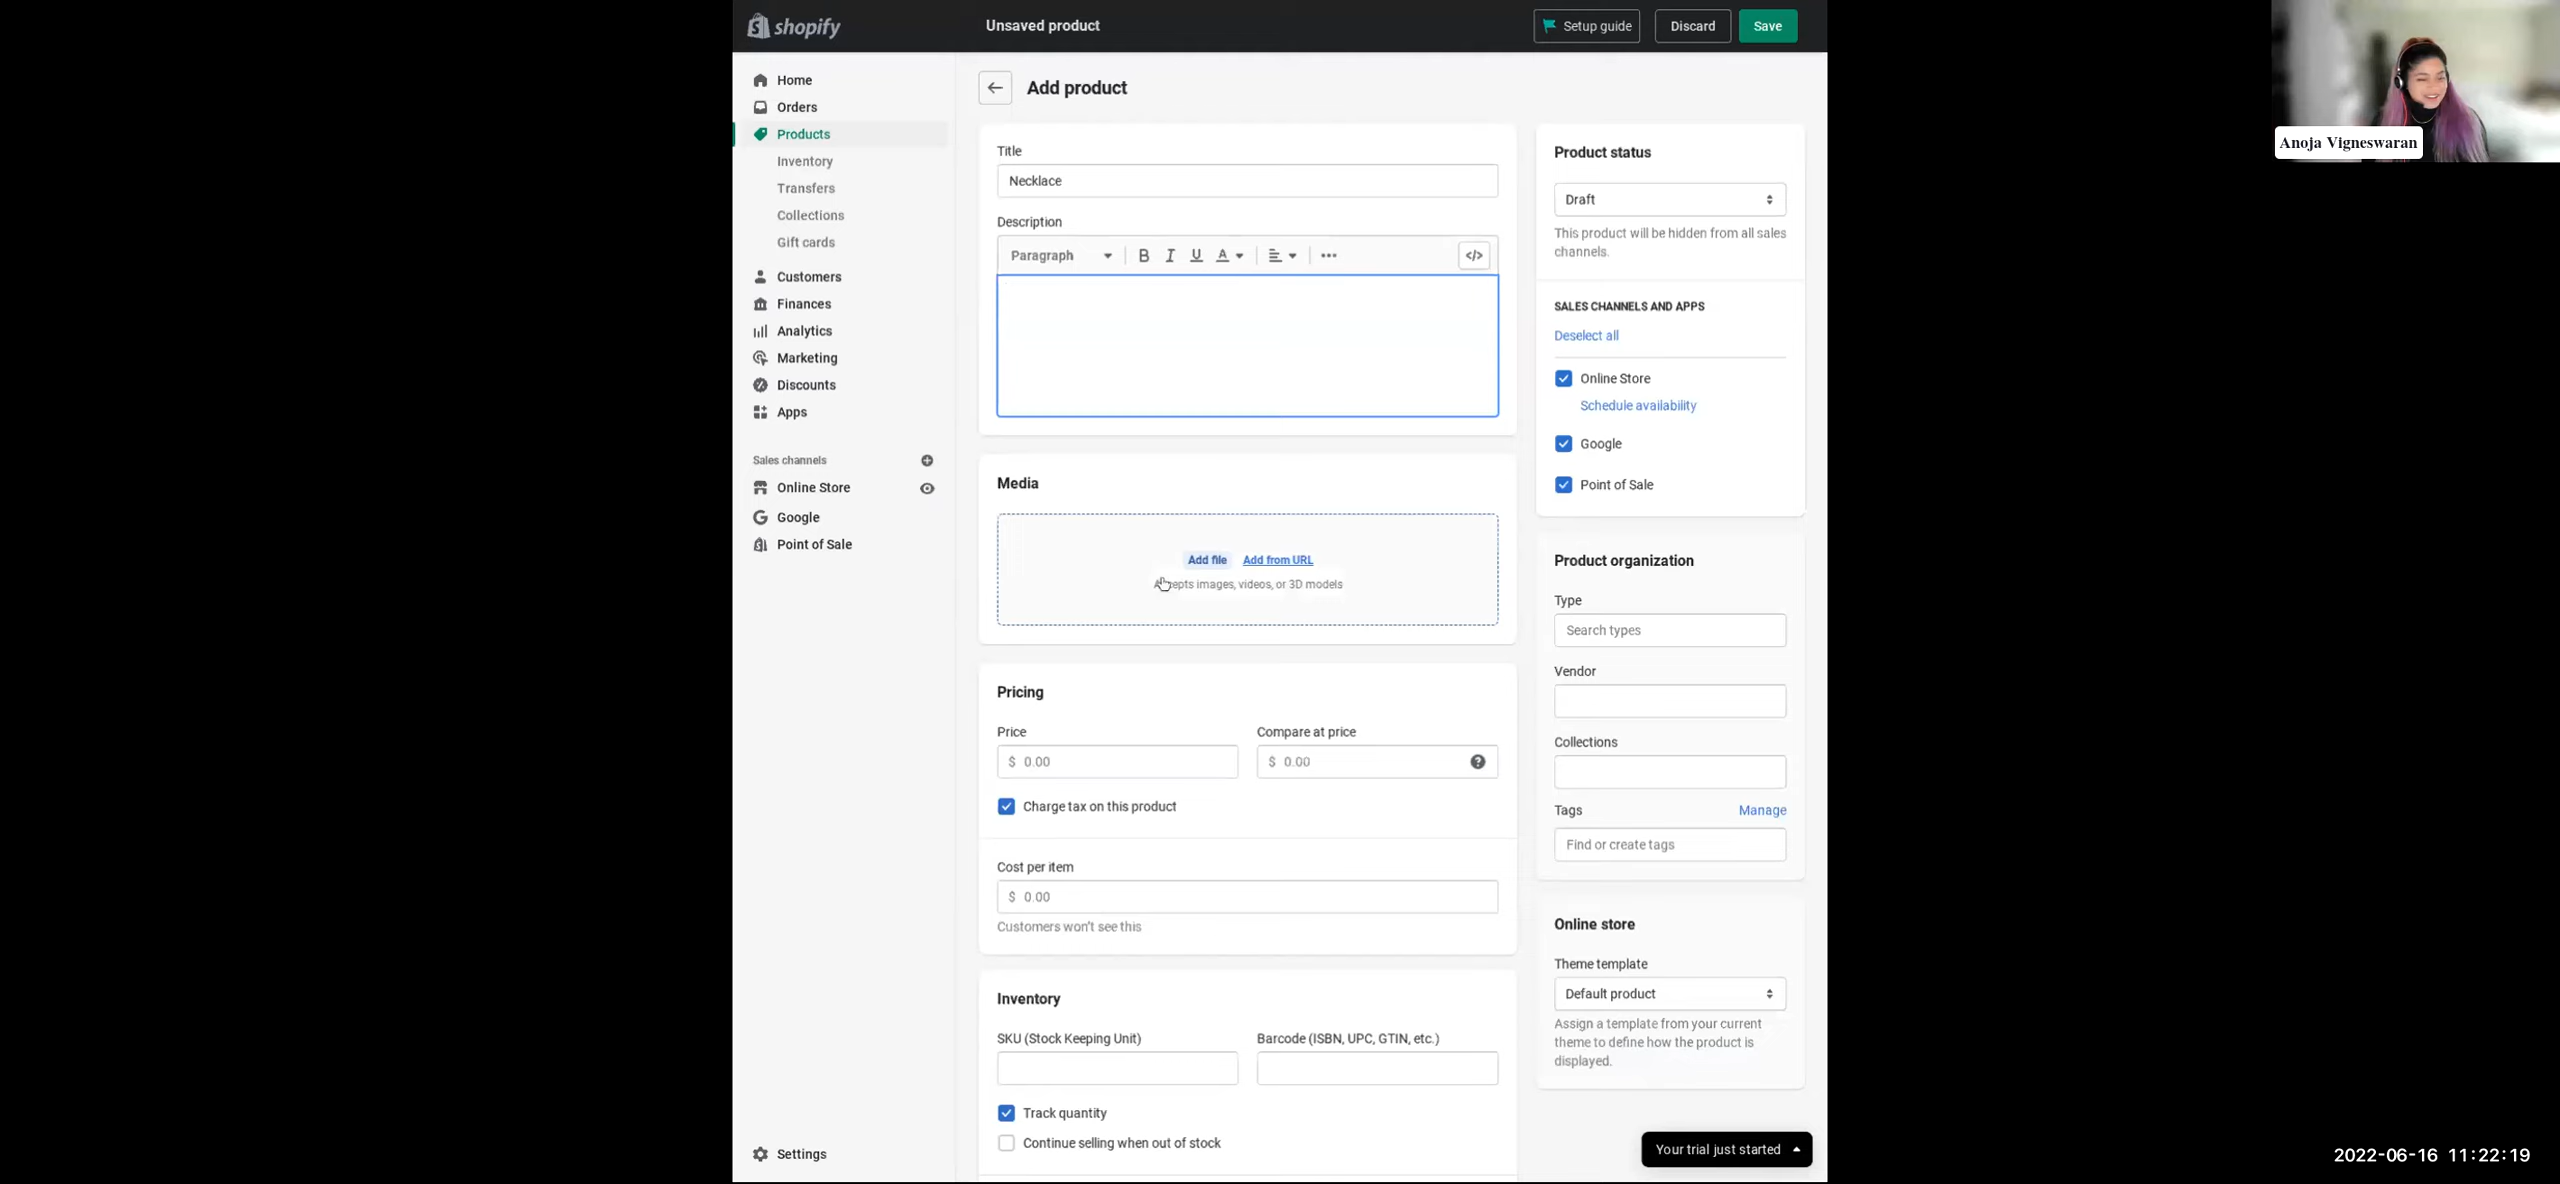 shopify
Unsaved product
Setup guide
Discard
Save
Anoja Vigneswaran
Home
Orders
Products
Inventory
Transfers
Collections
Gift cards
Customers
Finances
Analytics
Marketing
Discounts
Apps
Sales channels
Online Store
Google
Point of Sale
Settings
Add product
Title
Necklace
Description
Paragraph
B I U A
</>
Media
Add file Add from URL
Accepts images, videos, or 3D models
Pricing
Price
Compare at price
$ 0.00
$ 0.00
Charge tax on this product
Cost per item
$ 0.00
Customers won't see this
Inventory
SKU (Stock Keeping Unit)
Barcode (ISBN, UPC, GTIN, etc.)
Track quantity
Continue selling when out of stock
Product status
Draft
This product will be hidden from all sales
channels.
SALES CHANNELS AND APPS
Deselect all
Online Store
Schedule availability
Google
Point of Sale
Product organization
Type
Search types
Vendor
Collections
Tags
Manage
Find or create tags
Online store
Theme template
Default product
Assign a template from your current
theme to define how the product is
displayed.
Your trial just started
2022-06-16 11:22:19